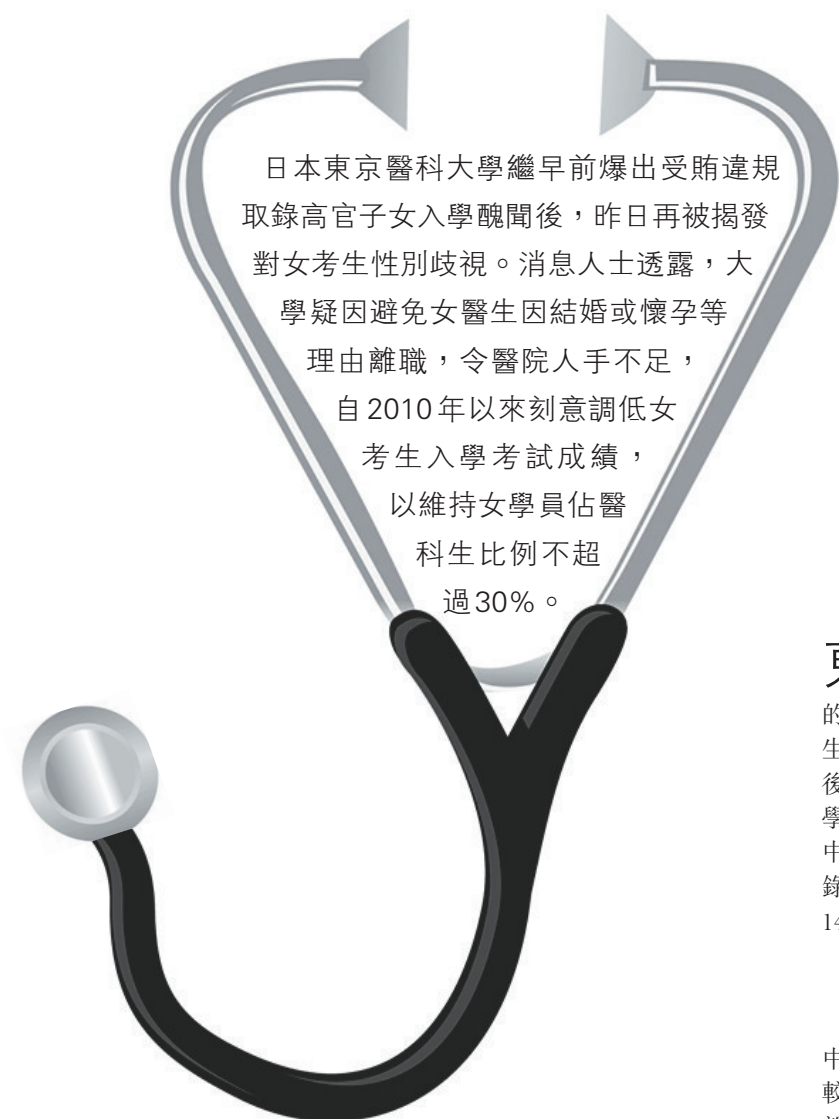 日本東京醫科大學繼早前爆出受賄違規
取錄高官子女入學醜聞後，昨日再被揭發
對女考生性別歧視。消息人士透露，大
學疑因避免女醫生因結婚或懷孕等
理由離職，令醫院人手不足，
自2010年以來刻意調低女
考生入學考試成績，
以維持女學員佔醫
科生比例不超
過30%。
的
生
後
學
中
錄
14
中
較